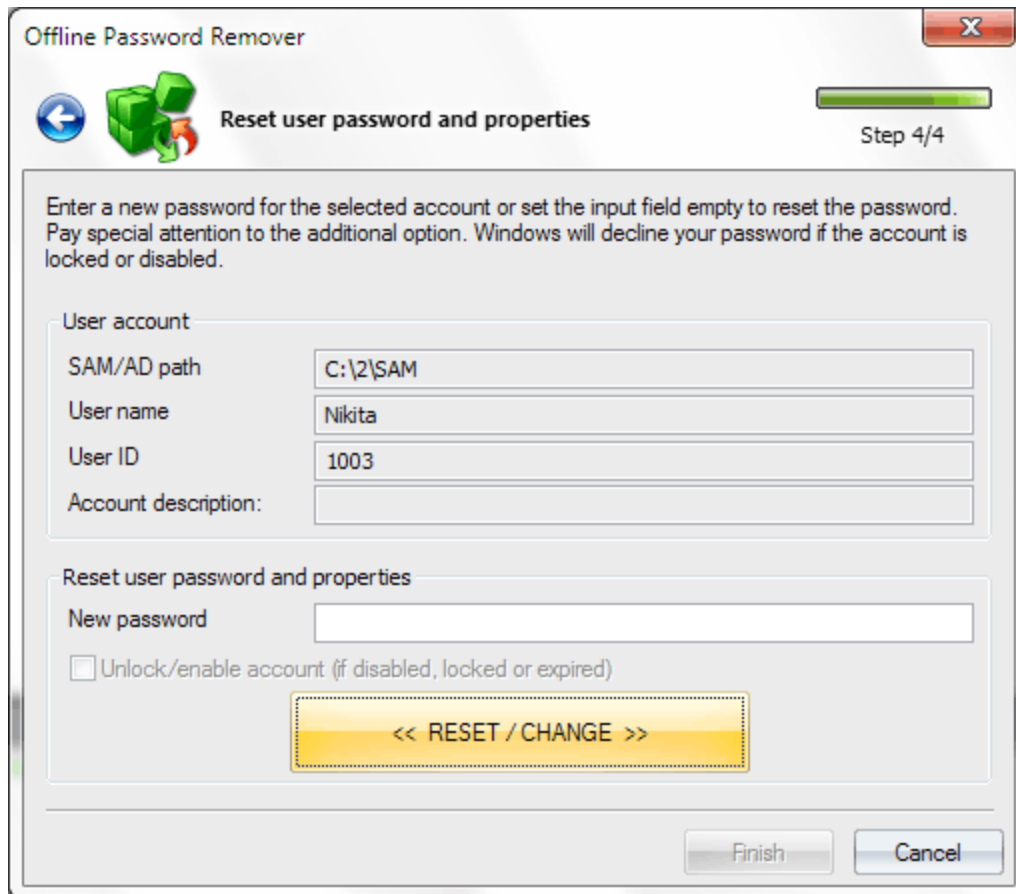 Offline Password Remover
Reset user password and properties
Step 4/4
Enter a new password for the selected account or set the input field empty to reset the password.
Pay special attention to the additional option. Windows will decline your password if the account is
locked or disabled.
User account
SAM/AD path
C:\2\SAM
User name
Nikita
User ID
1003
Account description:
Reset user password and properties
New password
Unlock/enable account (if disabled, locked or expired)
<< RESET / CHANGE >>
Finish
Cancel